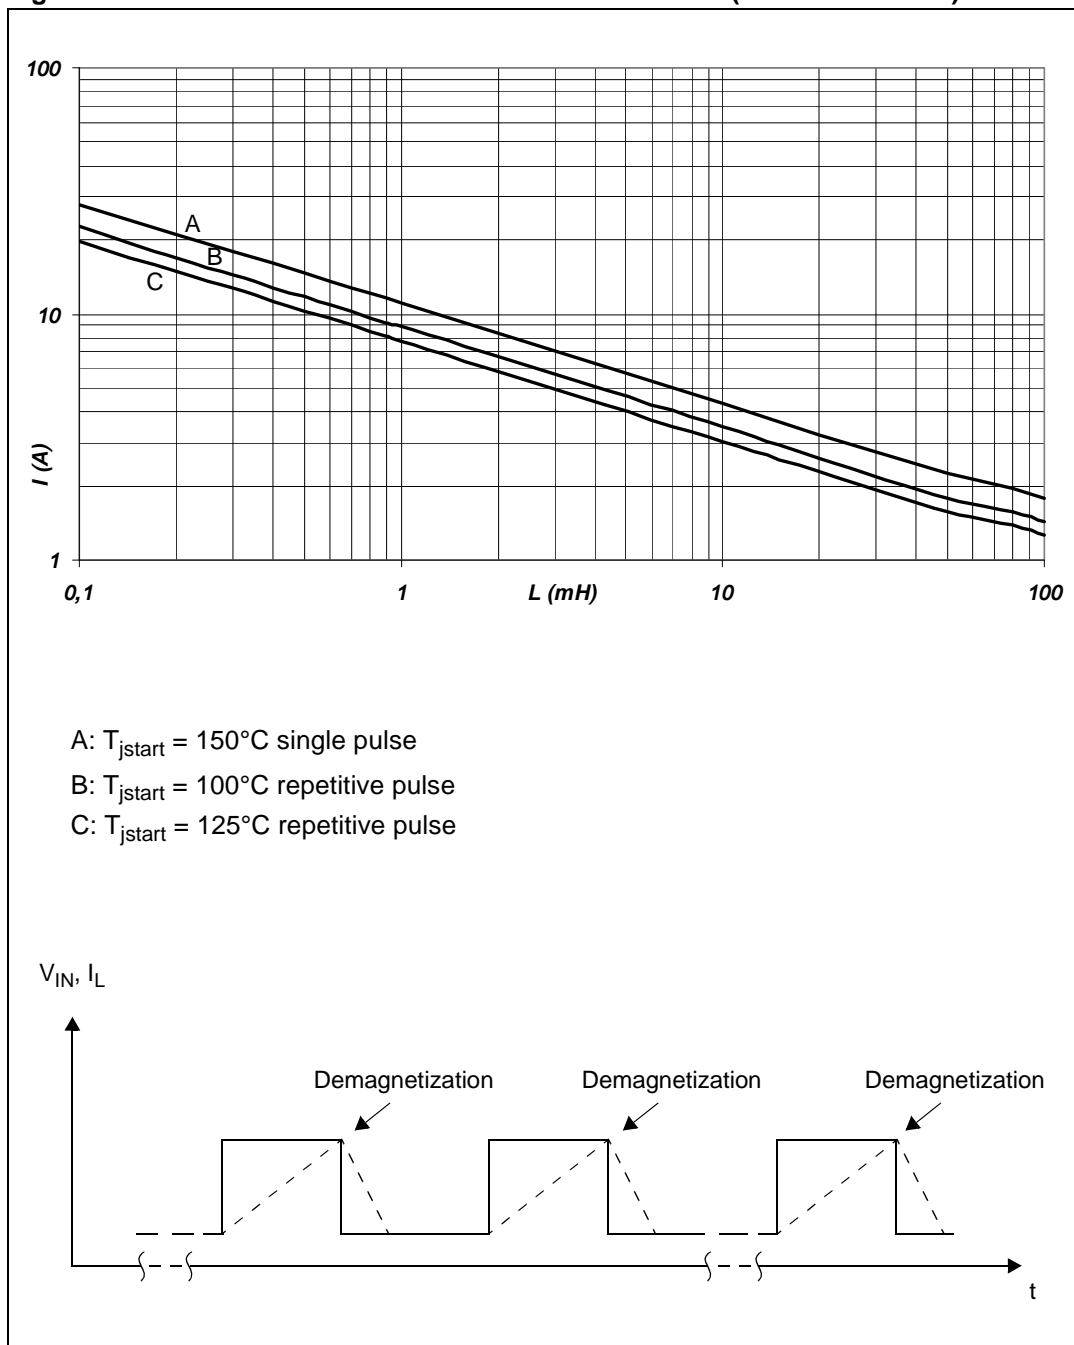 100
A
B
C
10
I (A)
1
0,1
1
L (mH)
10
100
A: Tjstart = 150°C single pulse
B: Tjstart = 100°C repetitive pulse
C: Tjstart = 125°C repetitive pulse
VIN, IL
Demagnetization
Demagnetization
Demagnetization
t